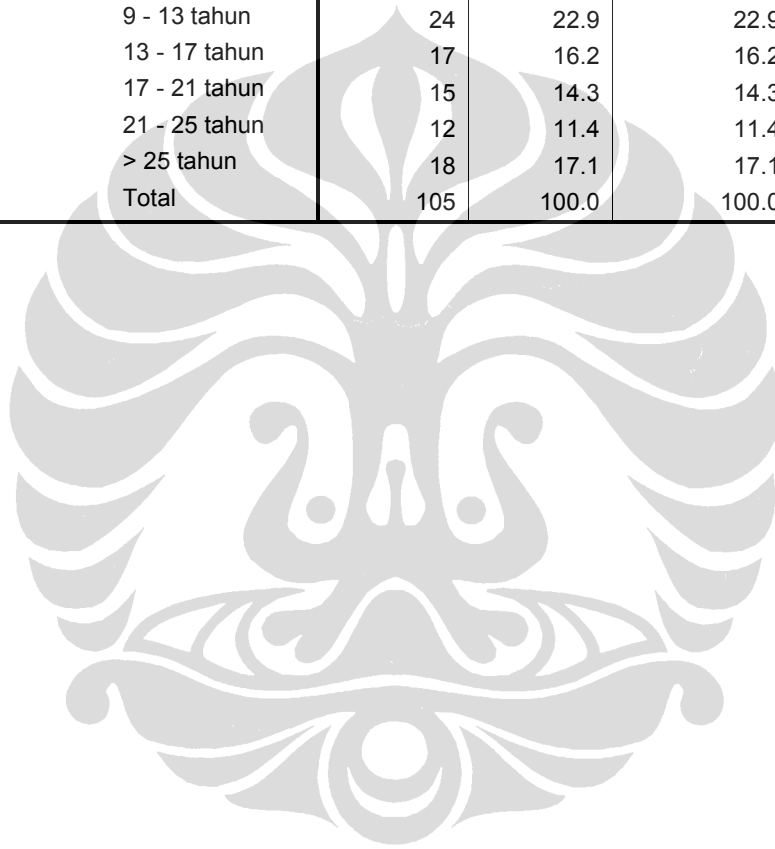 9 - 13 tahun 24 22.9 22.9
13 - 17 tahun 17 16.2 16.2
17 - 21 tahun 15 14.3 14.3
21 - 25 tahun 12 11.4 11.4
> 25 tahun 18 17.1 17.1
Total 105 100.0 100.0